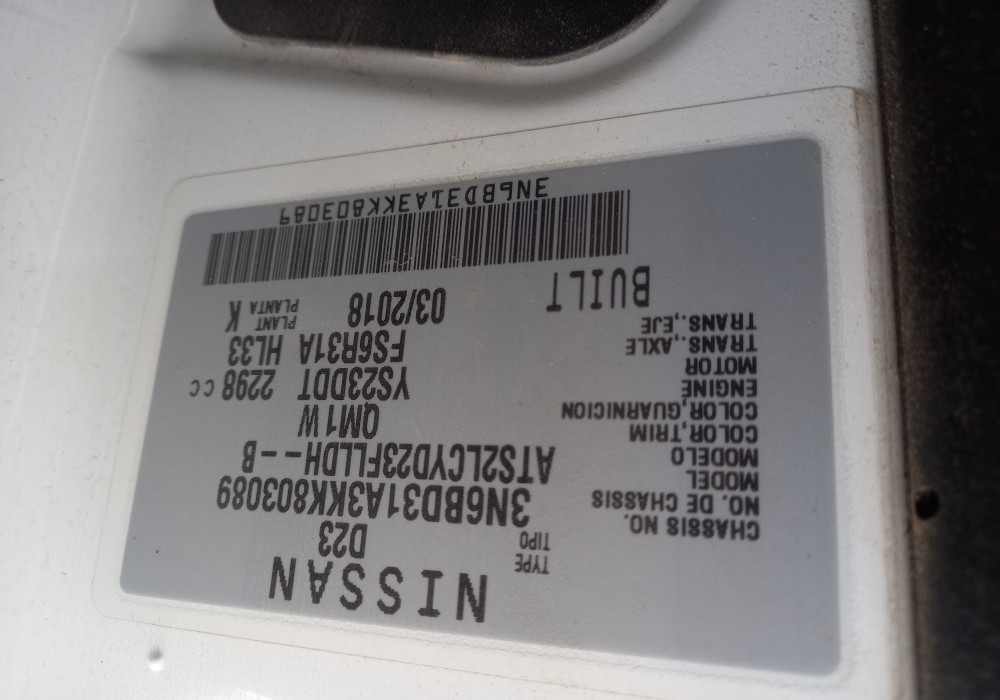 NISSAN
TYPE
TIPO D23
CHASSIS NO.
NO. DE CHASSIS 3N6BD31A3KK803089
MODEL
MODELO ATS2LCYD23FLLDH--B
COLOR,TRIM
COLOR,GUARNICION QM1W
ENGINE
MOTOR YS23DDT 2298 CC
TRANS.,AXLE
TRANS.,EJE FS6R31A HL33
BUILT 03/2018 PLANT
PLANTA K
3N6BD31A3KK803089